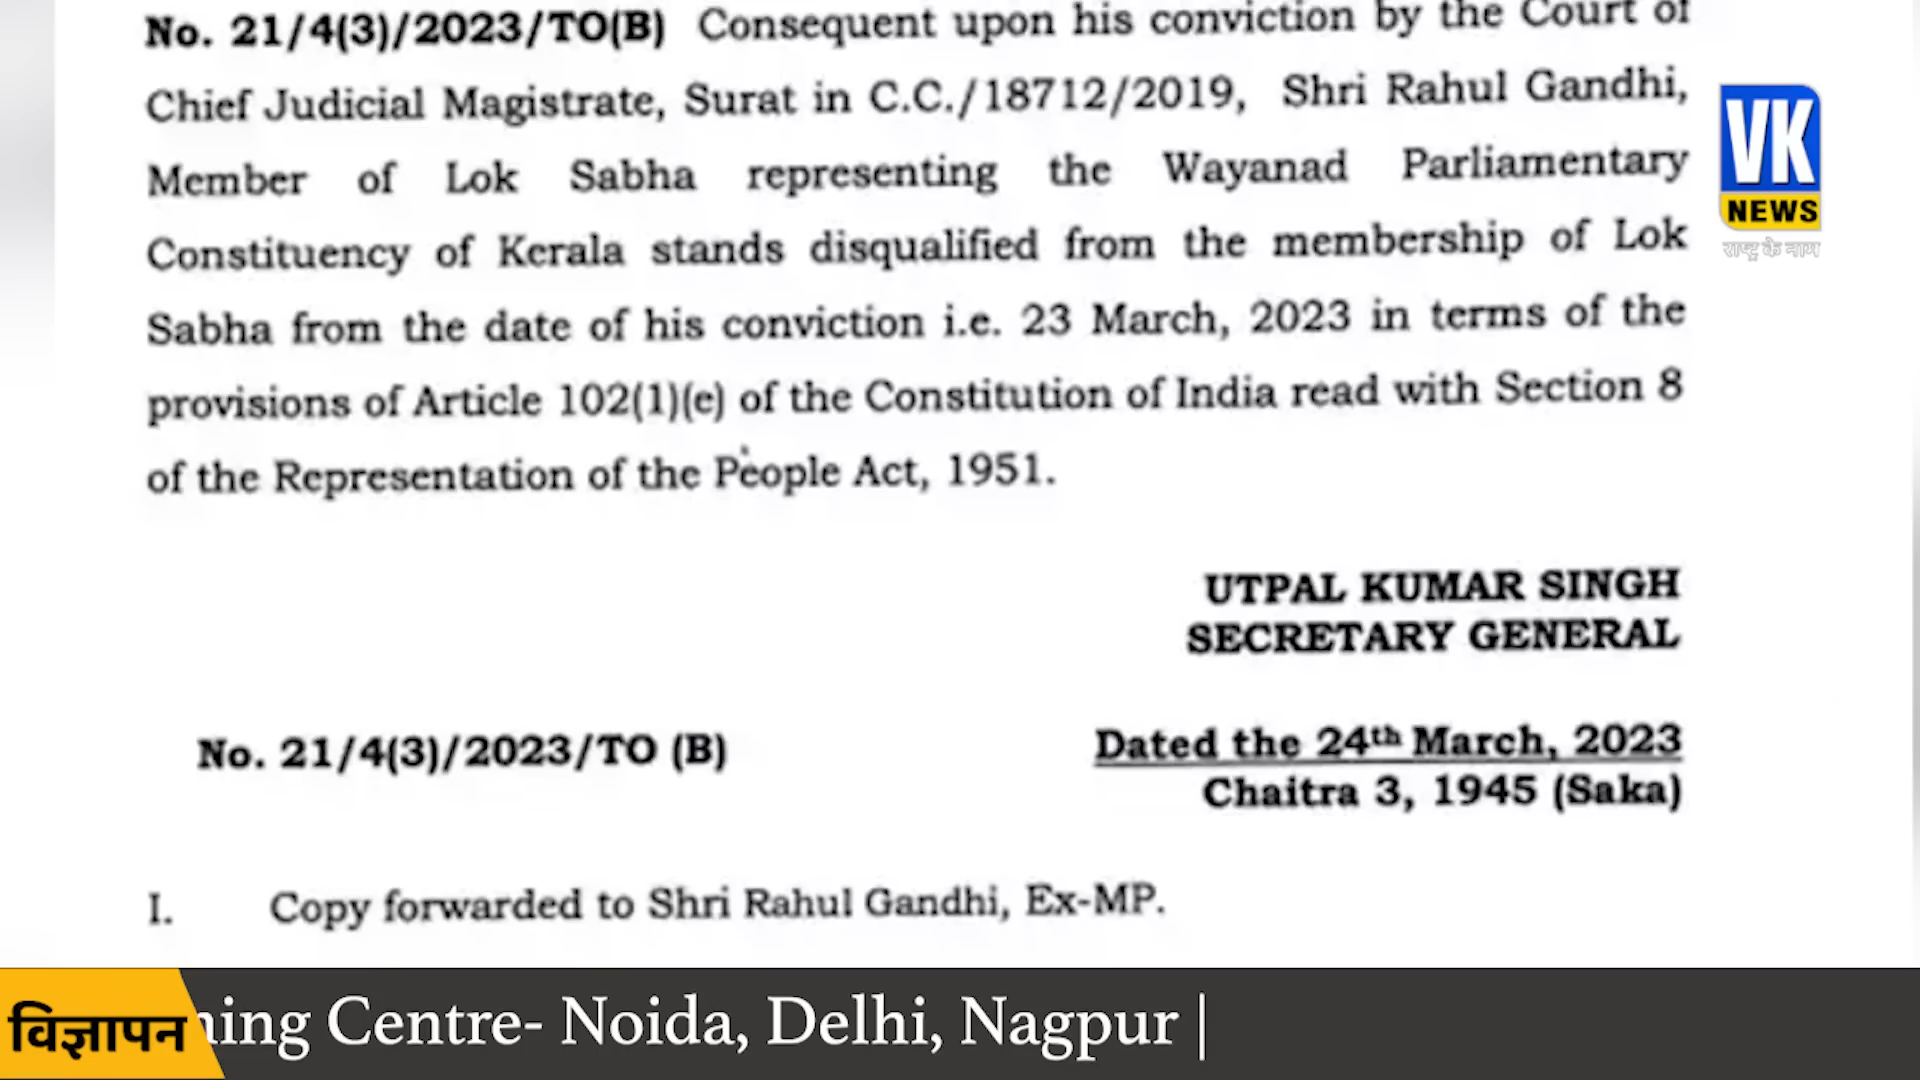 No. 21/4(3)/2023/TO(B) Consequent upon his conviction by the Court of
Chief Judicial Magistrate, Surat in C.C./18712/2019, Shri Rahul Gandhi,
Member of Lok Sabha representing the Wayanad Parliamentary
Constituency of Kerala stands disqualified from the membership of Lok
Sabha from the date of his conviction i.e. 23 March, 2023 in terms of the
provisions of Article 102(1)(e) of the Constitution of India read with Section 8
of the Representation of the People Act, 1951.
UTPAL KUMAR SINGH
SECRETARY GENERAL
No. 21/4(3)/2023/TO (B)
Dated the 24th March, 2023
Chaitra 3, 1945 (Saka)
I. Copy forwarded to Shri Rahul Gandhi, Ex-MP.
VK
NEWS
राष्ट्र के नाम
विज्ञापन
ning Centre- Noida, Delhi, Nagpur |